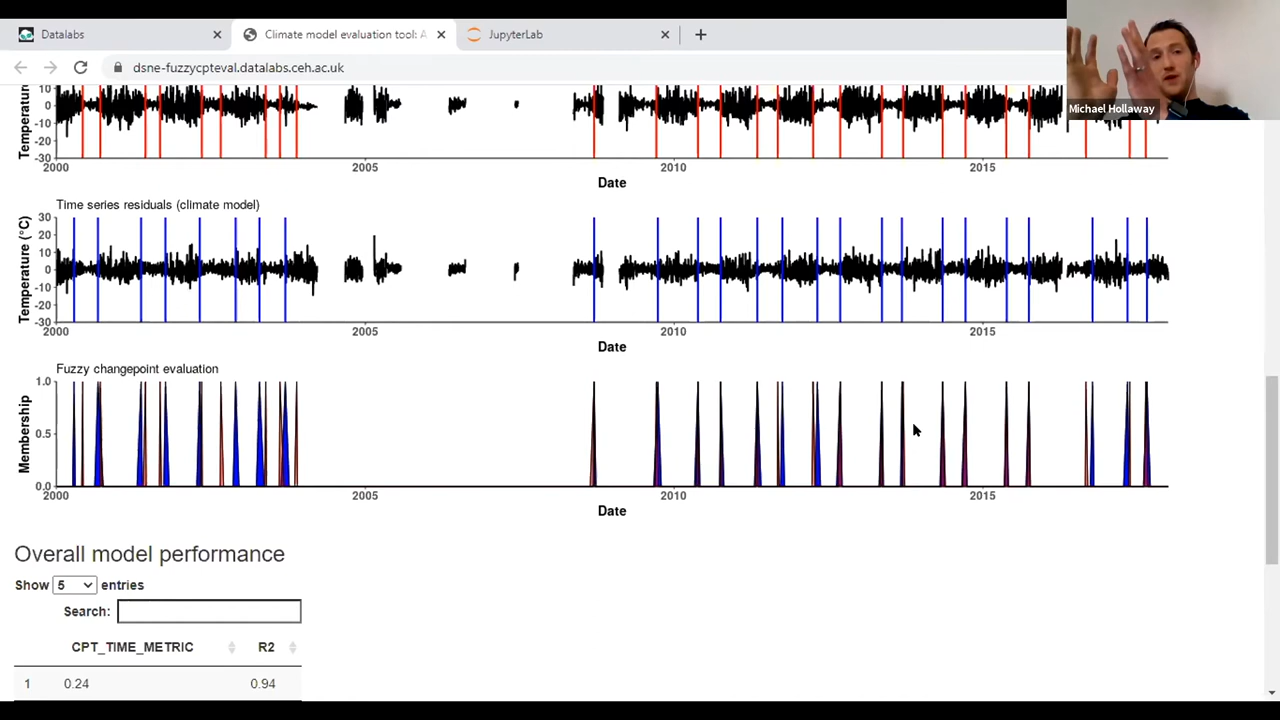 Datalabs
Climate model evaluation tool: A
JupyterLab
dsne-fuzzycpteval.datalabs.ceh.ac.uk
Michael Hollaway
Temperature
10
0
-10
-20
-30
2000 2005 2010 2015
Date
Time series residuals (climate model)
Temperature (°C)
30
20
10
0
-10
-20
-30
2000 2005 2010 2015
Date
Fuzzy changepoint evaluation
Membership
1.0
0.5
0.0
2000 2005 2010 2015
Date
Overall model performance
Show 5 entries
Search:
CPT_TIME_METRIC R2
1 0.24 0.94